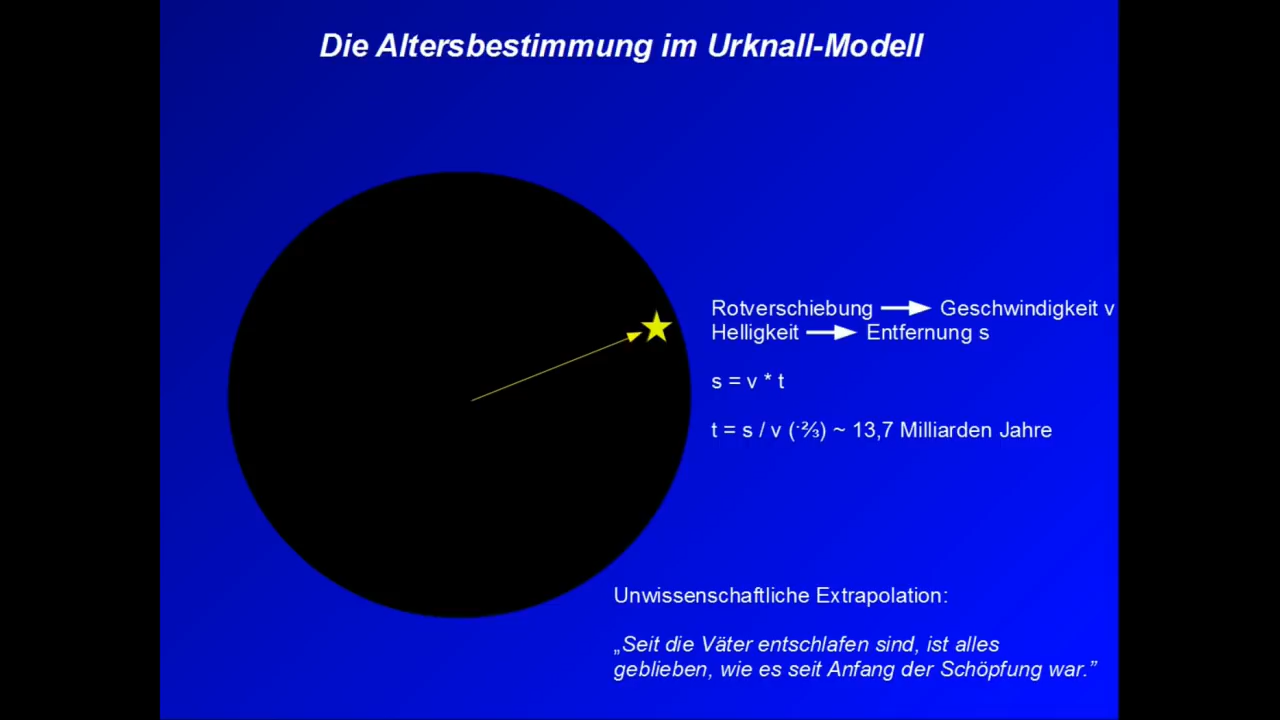 Die Altersbestimmung im Urknall-Modell
Rotverschiebung → Geschwindigkeit v
Helligkeit → Entfernung s
s = v * t
t = s / v (·⅔) ~ 13,7 Milliarden Jahre
Unwissenschaftliche Extrapolation:
„Seit die Väter entschlafen sind, ist alles
geblieben, wie es seit Anfang der Schöpfung war.”